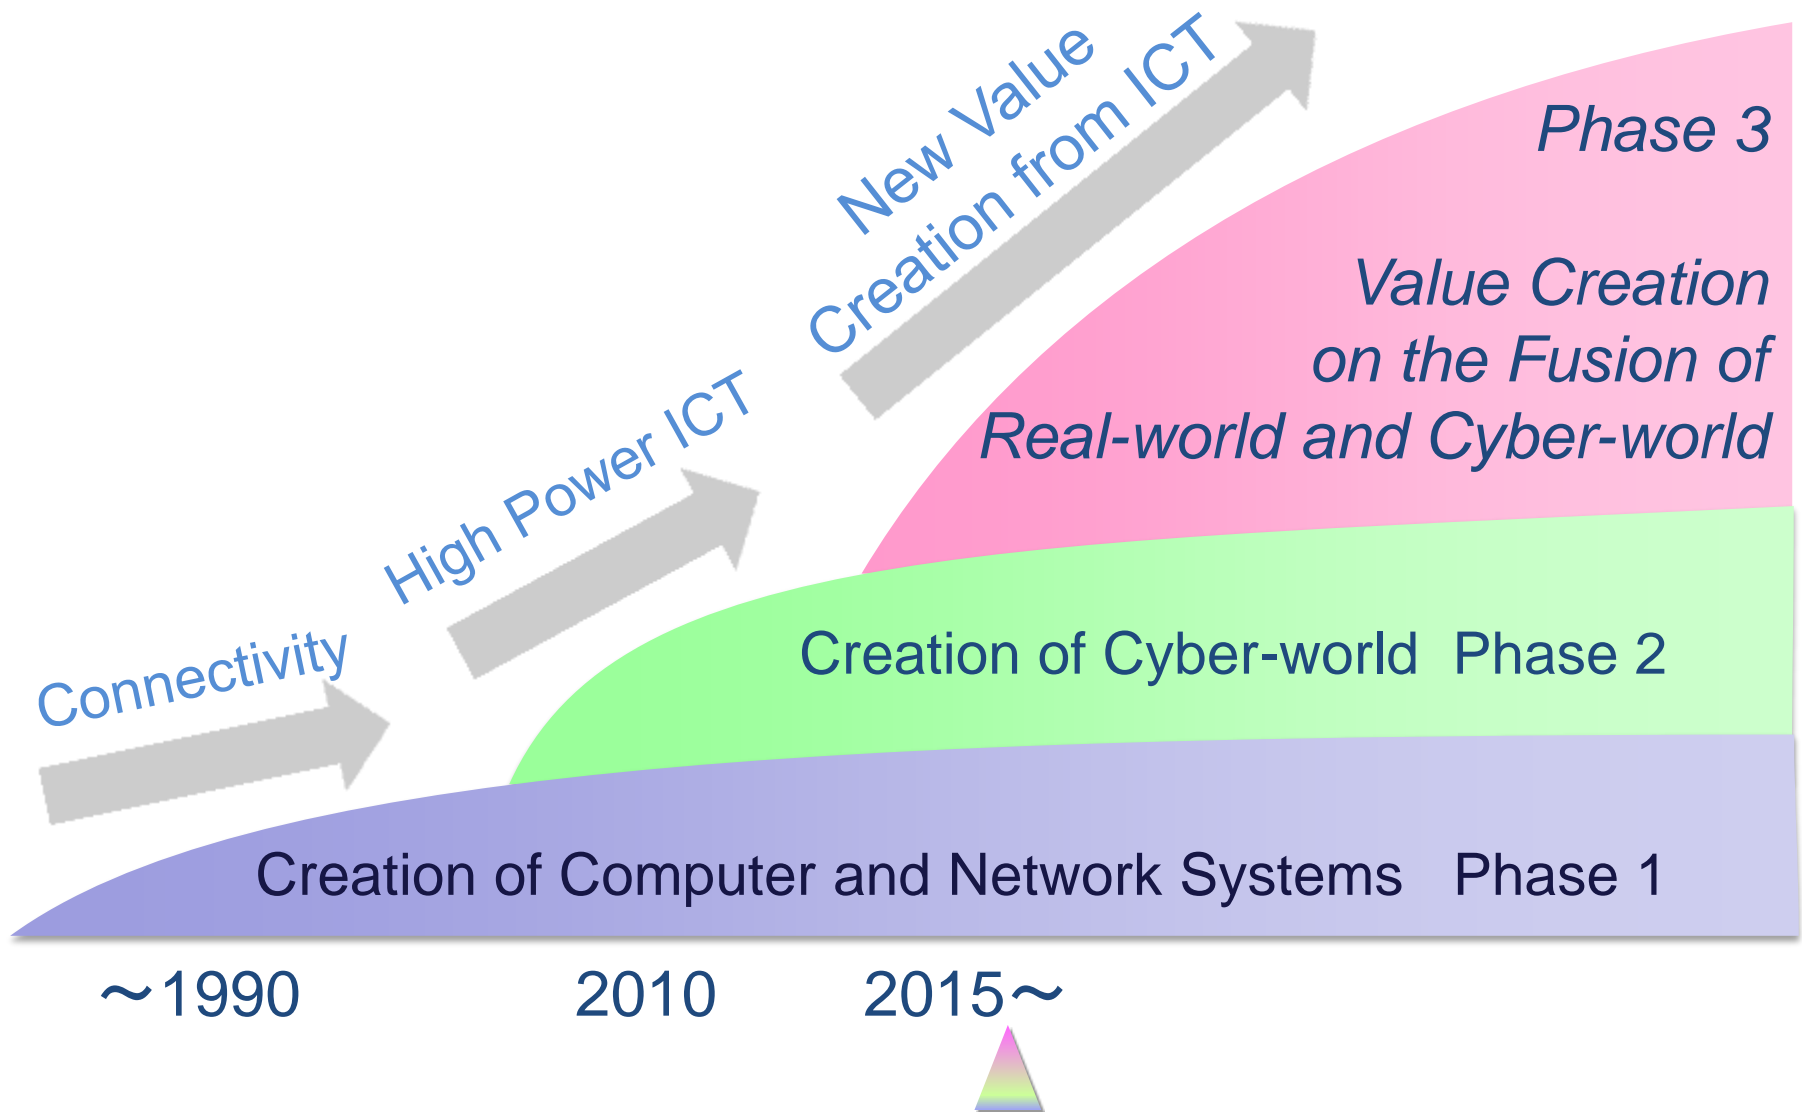 New Value
Creation from ICT
Phase 3
Value Creation
on the Fusion of
Real-world and Cyber-world
High Power ICT
Connectivity
Creation of Cyber-world Phase 2
Creation of Computer and Network Systems Phase 1
～1990 2010 2015～